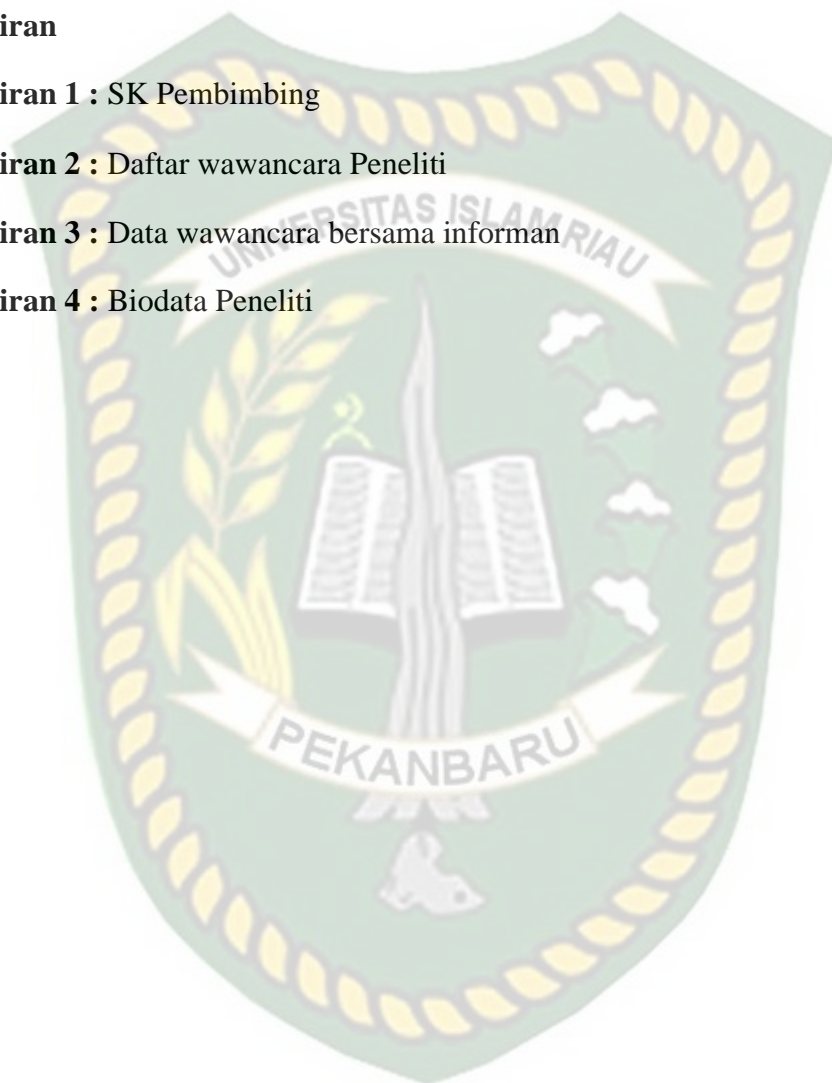 iran
iran 1 : SK Pembimbing
iran 2 : Daftar wawancara Peneliti
iran 3 : Data wawancara bersama informan
iran 4 : Biodata Peneliti
UNIVERSITAS ISLAM RIAU
PEKANBARU